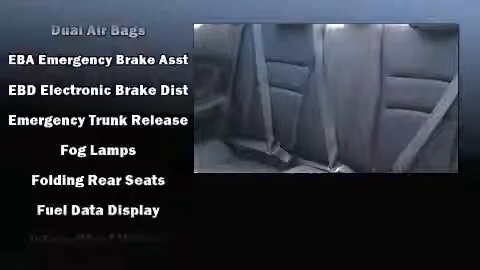 Dual Air Bags
EBA Emergency Brake Asst
EBD Electronic Brake Dist
Emergency Trunk Release
Fog Lamps
Folding Rear Seats
Fuel Data Display